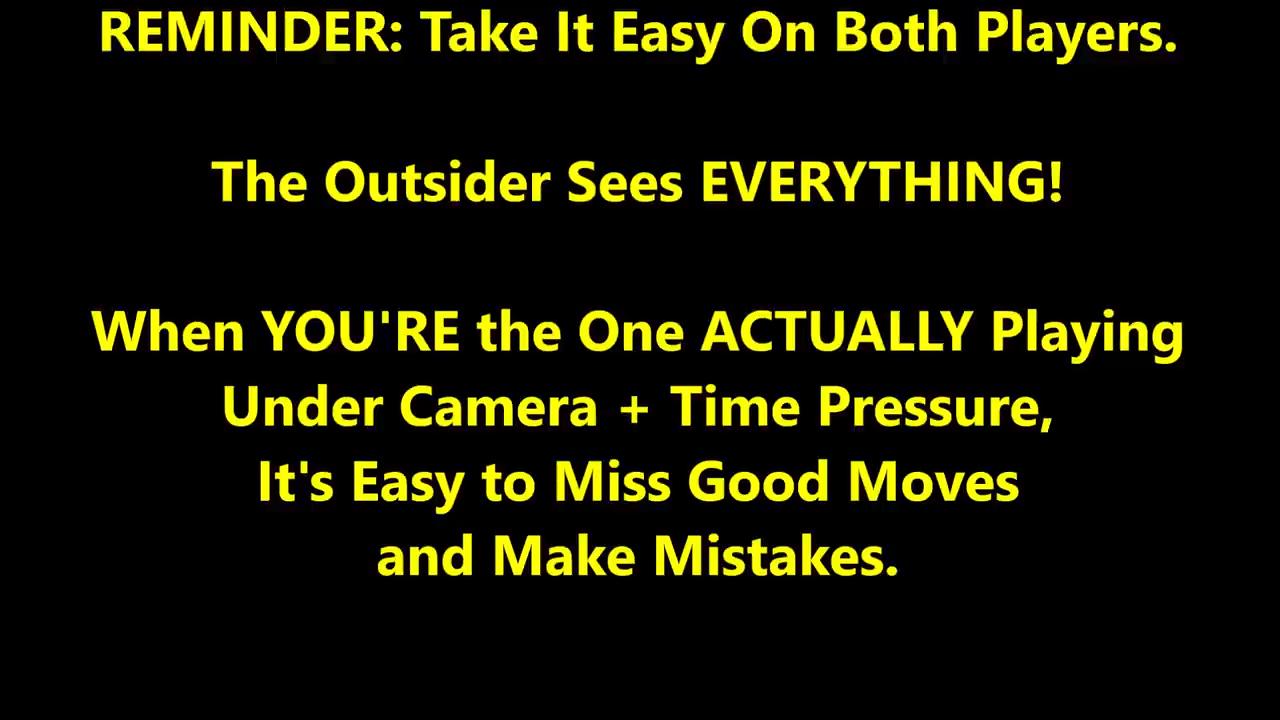 REMINDER: Take It Easy On Both Players.
The Outsider Sees EVERYTHING!
When YOU'RE the One ACTUALLY Playing
Under Camera + Time Pressure,
It's Easy to Miss Good Moves
and Make Mistakes.